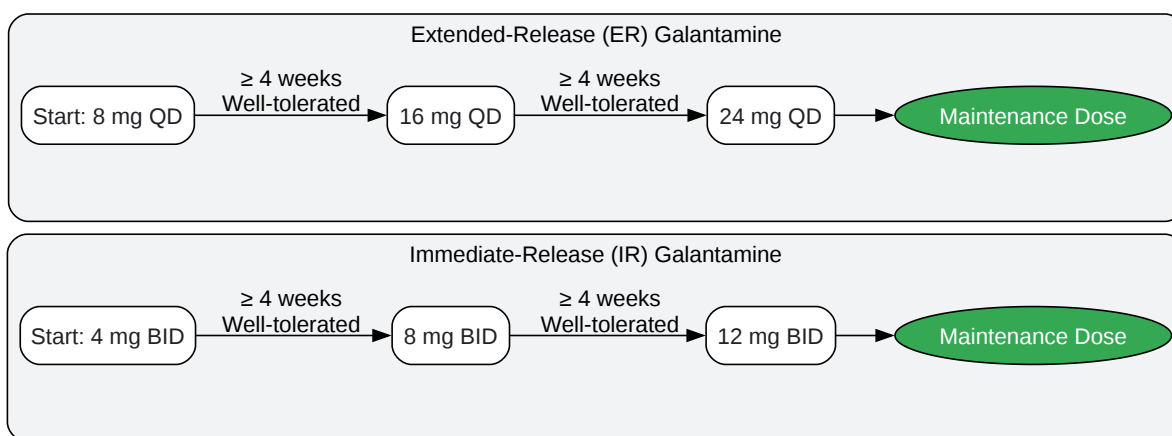 Extended-Release (ER) Galantamine
≥ 4 weeks
Well-tolerated
≥ 4 weeks
Well-tolerated
Start: 8 mg QD
16 mg QD
24 mg QD
Maintenance Dose
Immediate-Release (IR) Galantamine
≥ 4 weeks
Well-tolerated
≥ 4 weeks
Well-tolerated
Start: 4 mg BID
8 mg BID
12 mg BID
Maintenance Dose